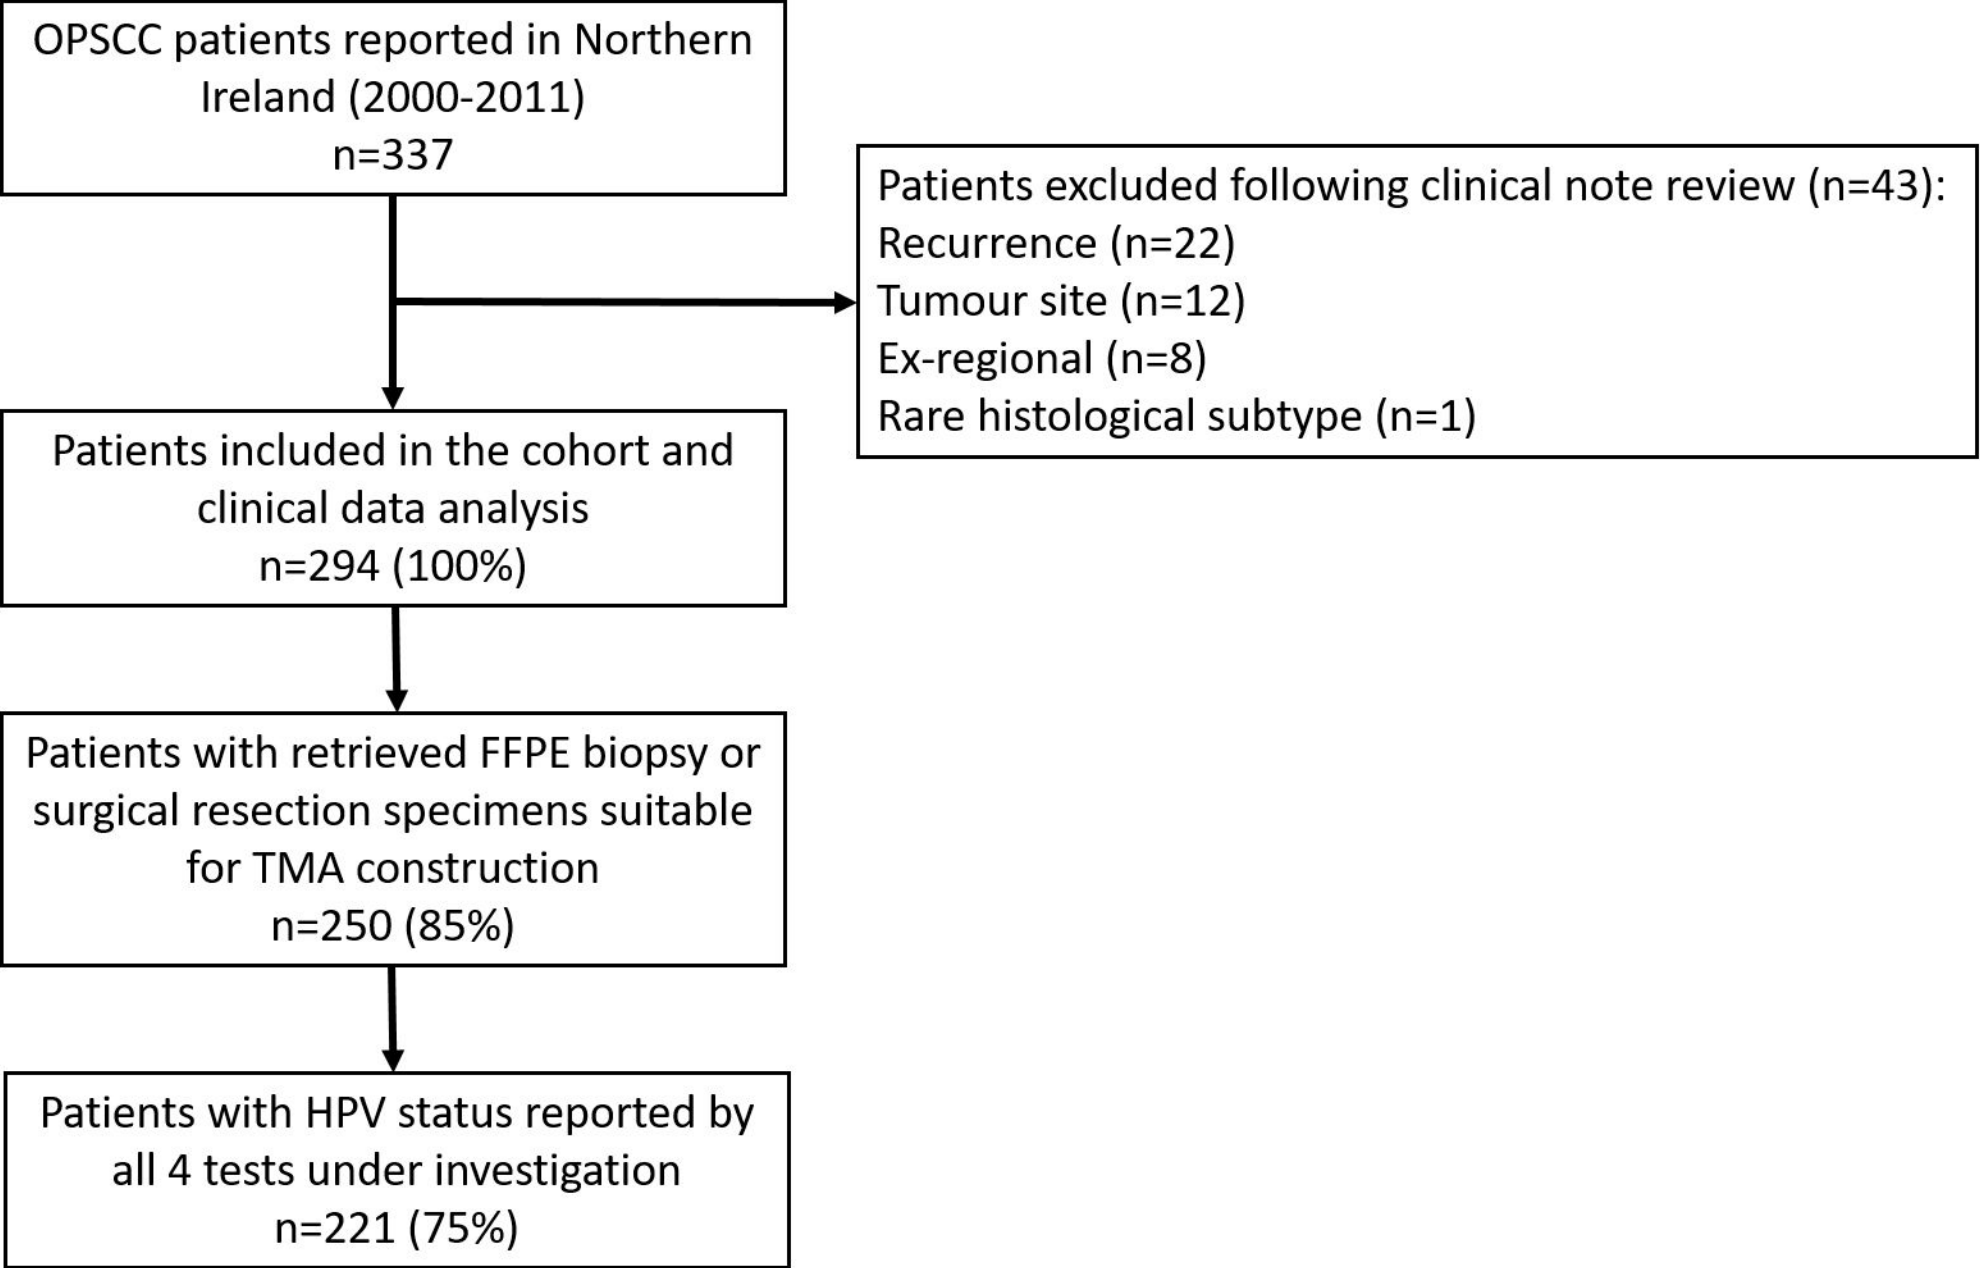 OPSCC patients reported in Northern
Ireland (2000-2011)
n=337
Patients excluded following clinical note review (n=43):
Recurrence (n=22)
Tumour site (n=12)
Ex-regional (n=8)
Rare histological subtype (n=1)
Patients included in the cohort and
clinical data analysis
n=294 (100%)
Patients with retrieved FFPE biopsy or
surgical resection specimens suitable
for TMA construction
n=250 (85%)
Patients with HPV status reported by
all 4 tests under investigation
n=221 (75%)